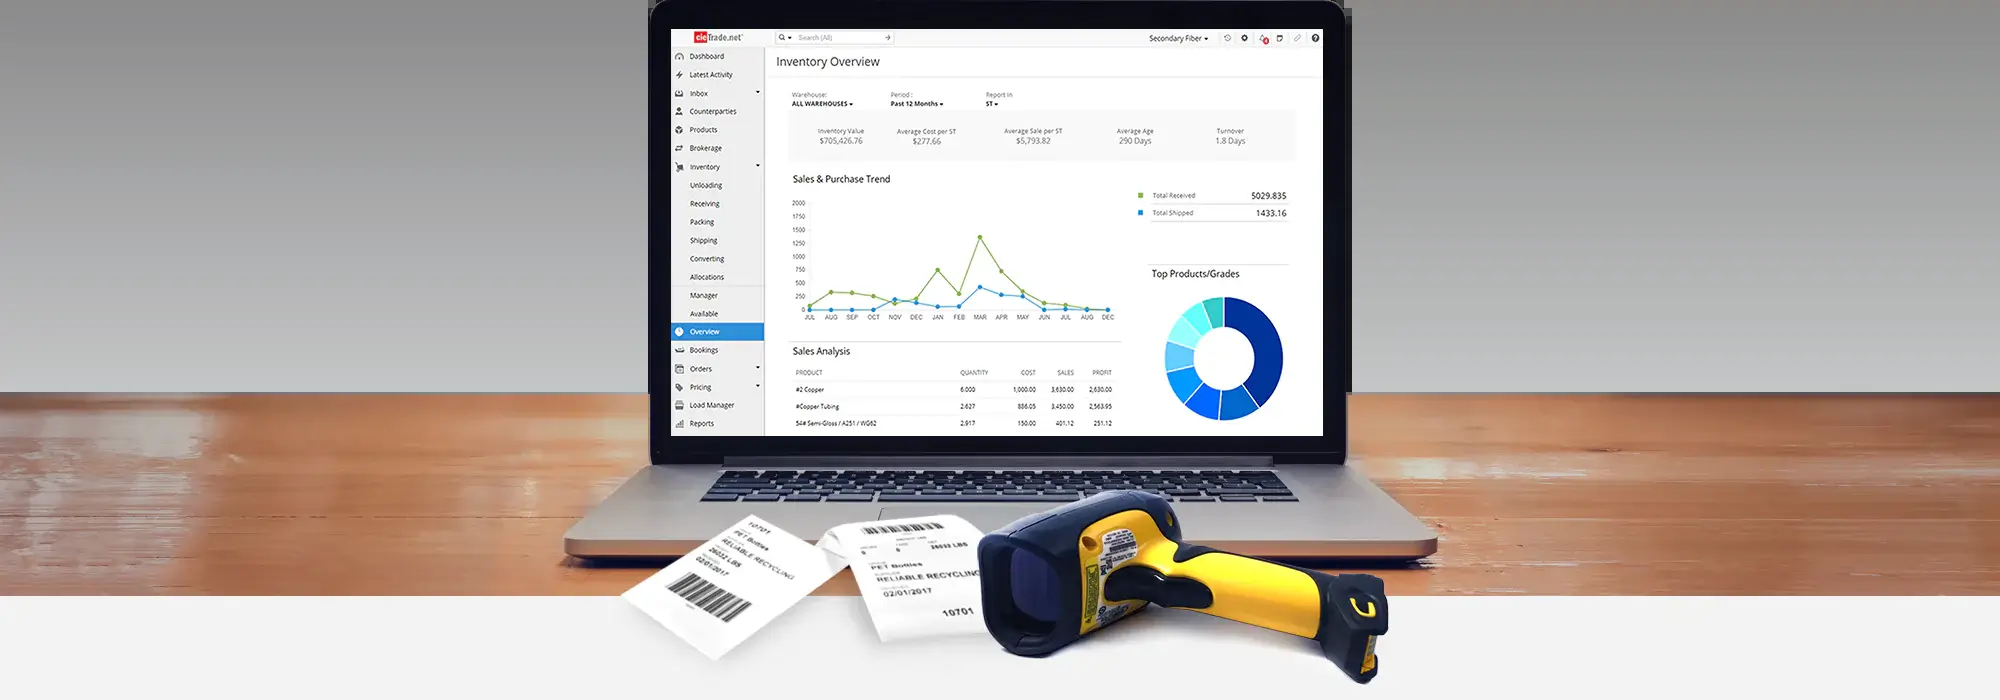 cieTrade.net
Search (All)
Secondary Fiber
4
Dashboard
Latest Activity
Inbox
Counterparties
Products
Brokerage
Inventory
Unloading
Receiving
Packing
Shipping
Converting
Allocations
Manager
Available
Overview
Bookings
Orders
Pricing
Load Manager
Reports
Inventory Overview
Warehouse: Period : Report In
ALL WAREHOUSES Past 12 Months ST
Inventory Value Average Cost per ST Average Sale per ST Average Age Turnover
$705,426.76 $277.66 $5,793.82 290 Days 1.8 Days
Sales & Purchase Trend
2000
1750
1500
1250
1000
750
500
250
0
JUL AUG SEP OCT NOV DEC JAN FEB MAR APR MAY JUN JUL AUG DEC
Total Received 5029.835
Total Shipped 1433.16
Top Products/Grades
Sales Analysis
PRODUCT QUANTITY COST SALES PROFIT
#2 Copper 6.000 1,000.00 3,630.00 2,630.00
#Copper Tubing 2.627 886.05 3,450.00 2,563.95
54# Semi-Gloss / A251 / WG62 2.917 150.00 401.12 251.12
10701
PET Bottles
RELIABLE RECYCLING
26032 LBS
02/01/2017
0 0 26032 LBS
PET Bottles
RELIABLE RECYCLING
02/01/2017
10701